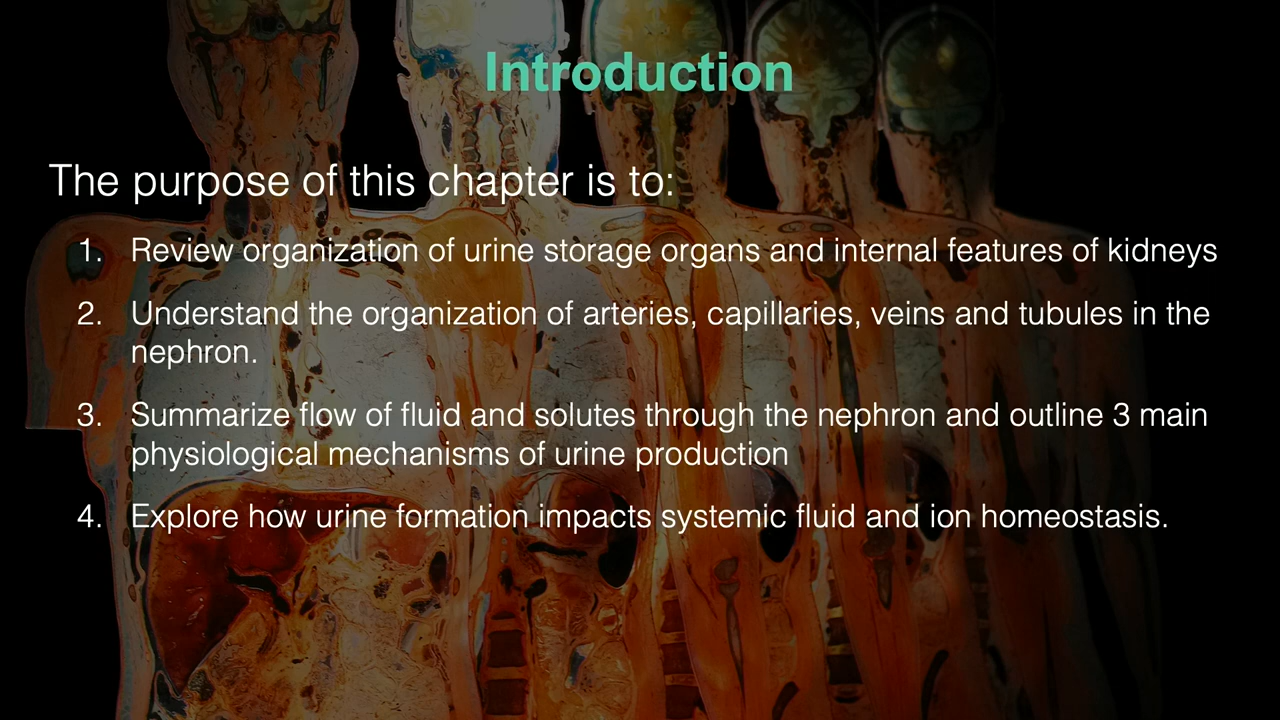 Introduction
The purpose of this chapter is to:
1. Review organization of urine storage organs and internal features of kidneys
2. Understand the organization of arteries, capillaries, veins and tubules in the
nephron.
3. Summarize flow of fluid and solutes through the nephron and outline 3 main
physiological mechanisms of urine production
4. Explore how urine formation impacts systemic fluid and ion homeostasis.